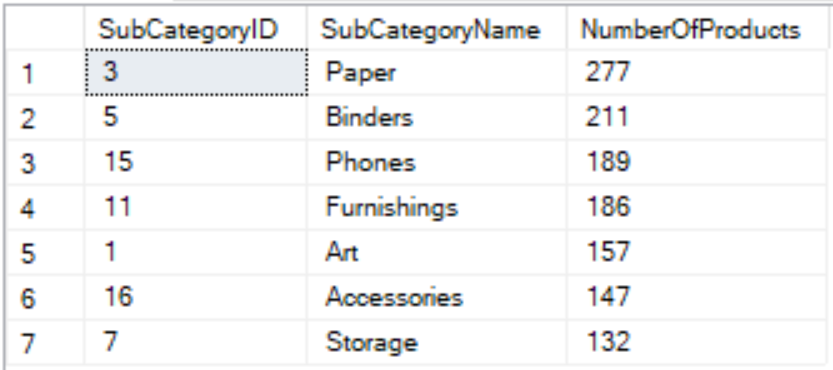 SubCategoryID SubCategoryName NumberOfProducts
1 3 Paper 277
2 5 Binders 211
3 15 Phones 189
4 11 Furnishings 186
5 1 Art 157
6 16 Accessories 147
7 7 Storage 132